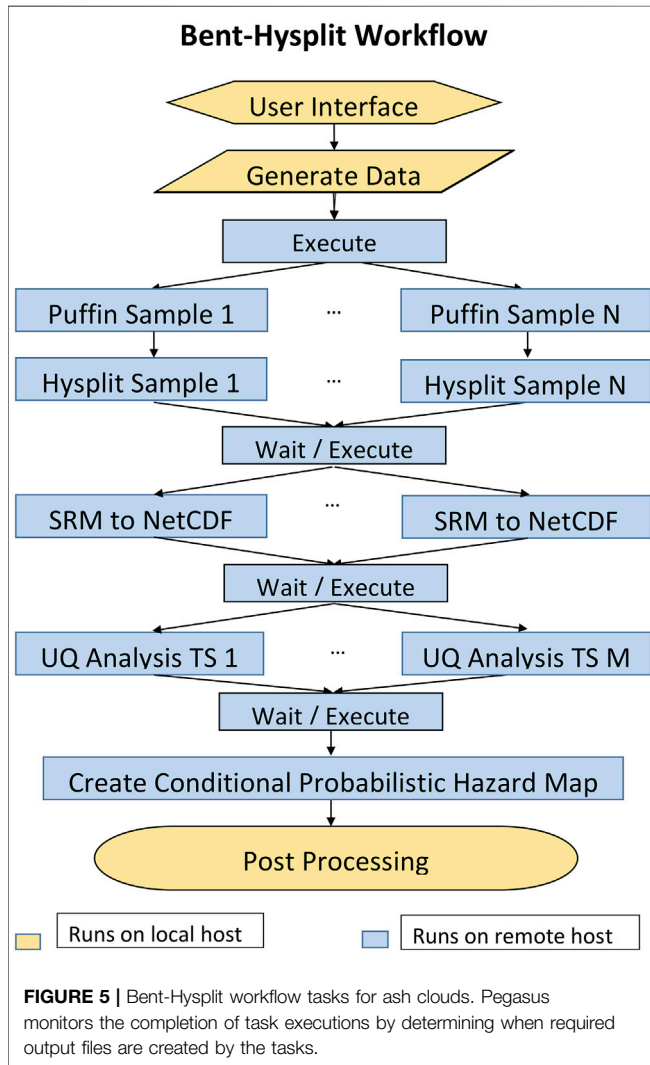 Bent-Hysplit Workflow
User Interface
Generate Data
Execute
Puffin Sample 1 ... Puffin Sample N
Hysplit Sample 1 ... Hysplit Sample N
Wait / Execute
SRM to NetCDF ... SRM to NetCDF
Wait / Execute
UQ Analysis TS 1 ... UQ Analysis TS M
Wait / Execute
Create Conditional Probabilistic Hazard Map
Post Processing
Runs on local host Runs on remote host
FIGURE 5 | Bent-Hysplit workflow tasks for ash clouds. Pegasus
monitors the completion of task executions by determining when required
output files are created by the tasks.